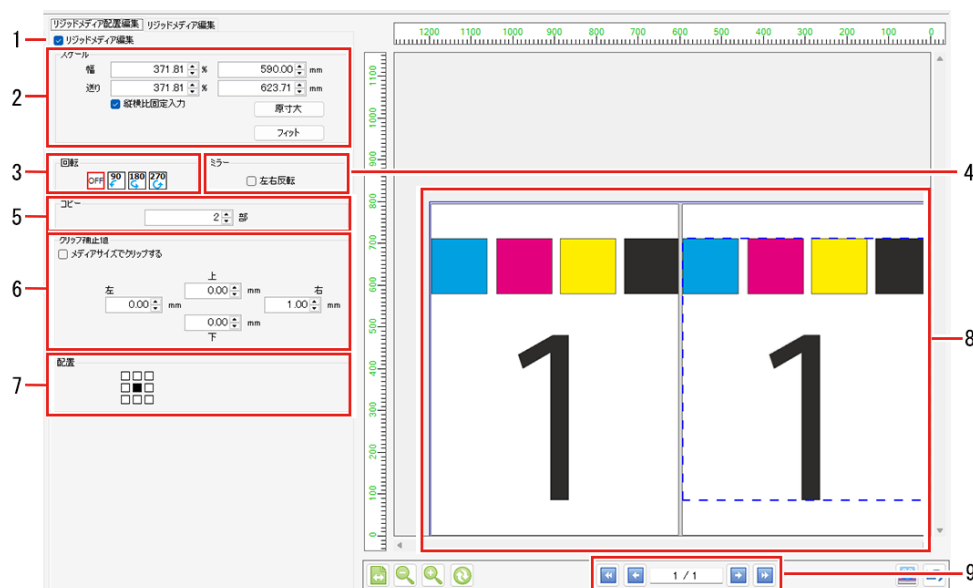 リジッドメディア配置編集 リジッドメディア編集
1 リジッドメディア編集
スケール
2
幅 371.81 % 590.00 mm
送り 371.81 % 623.71 mm
縦横比固定入力 原寸大
フィット
3 回転
OFF 90 180 270
ミラー
左右反転
4
5 コピー
2 部
クリップ補正値
メディアサイズでクリップする
6
上
0.00 mm
左 右
0.00 mm 1.00 mm
0.00 mm
下
7 配置
1200 1100 1000 900 800 700 600 500 400 300 200 100 0
1100
1000
900
800
700
600
500
400
300
200
100
0
1 1
8
1 / 1
9